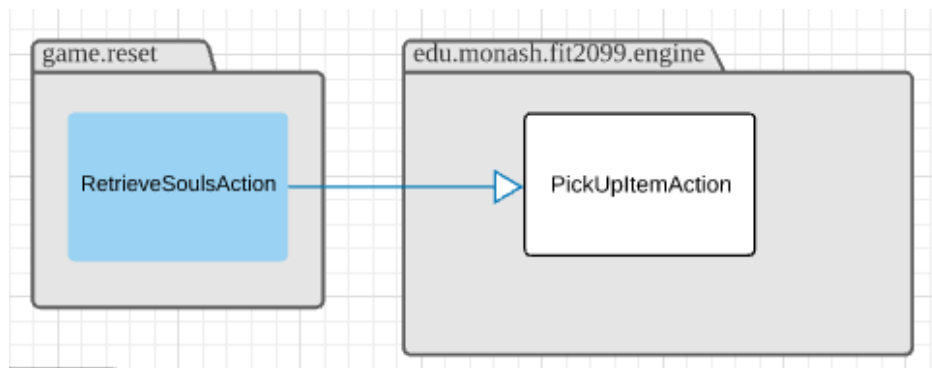 game.reset
edu.monash.fit2099.engine
RetrieveSoulsAction
PickUpItemAction